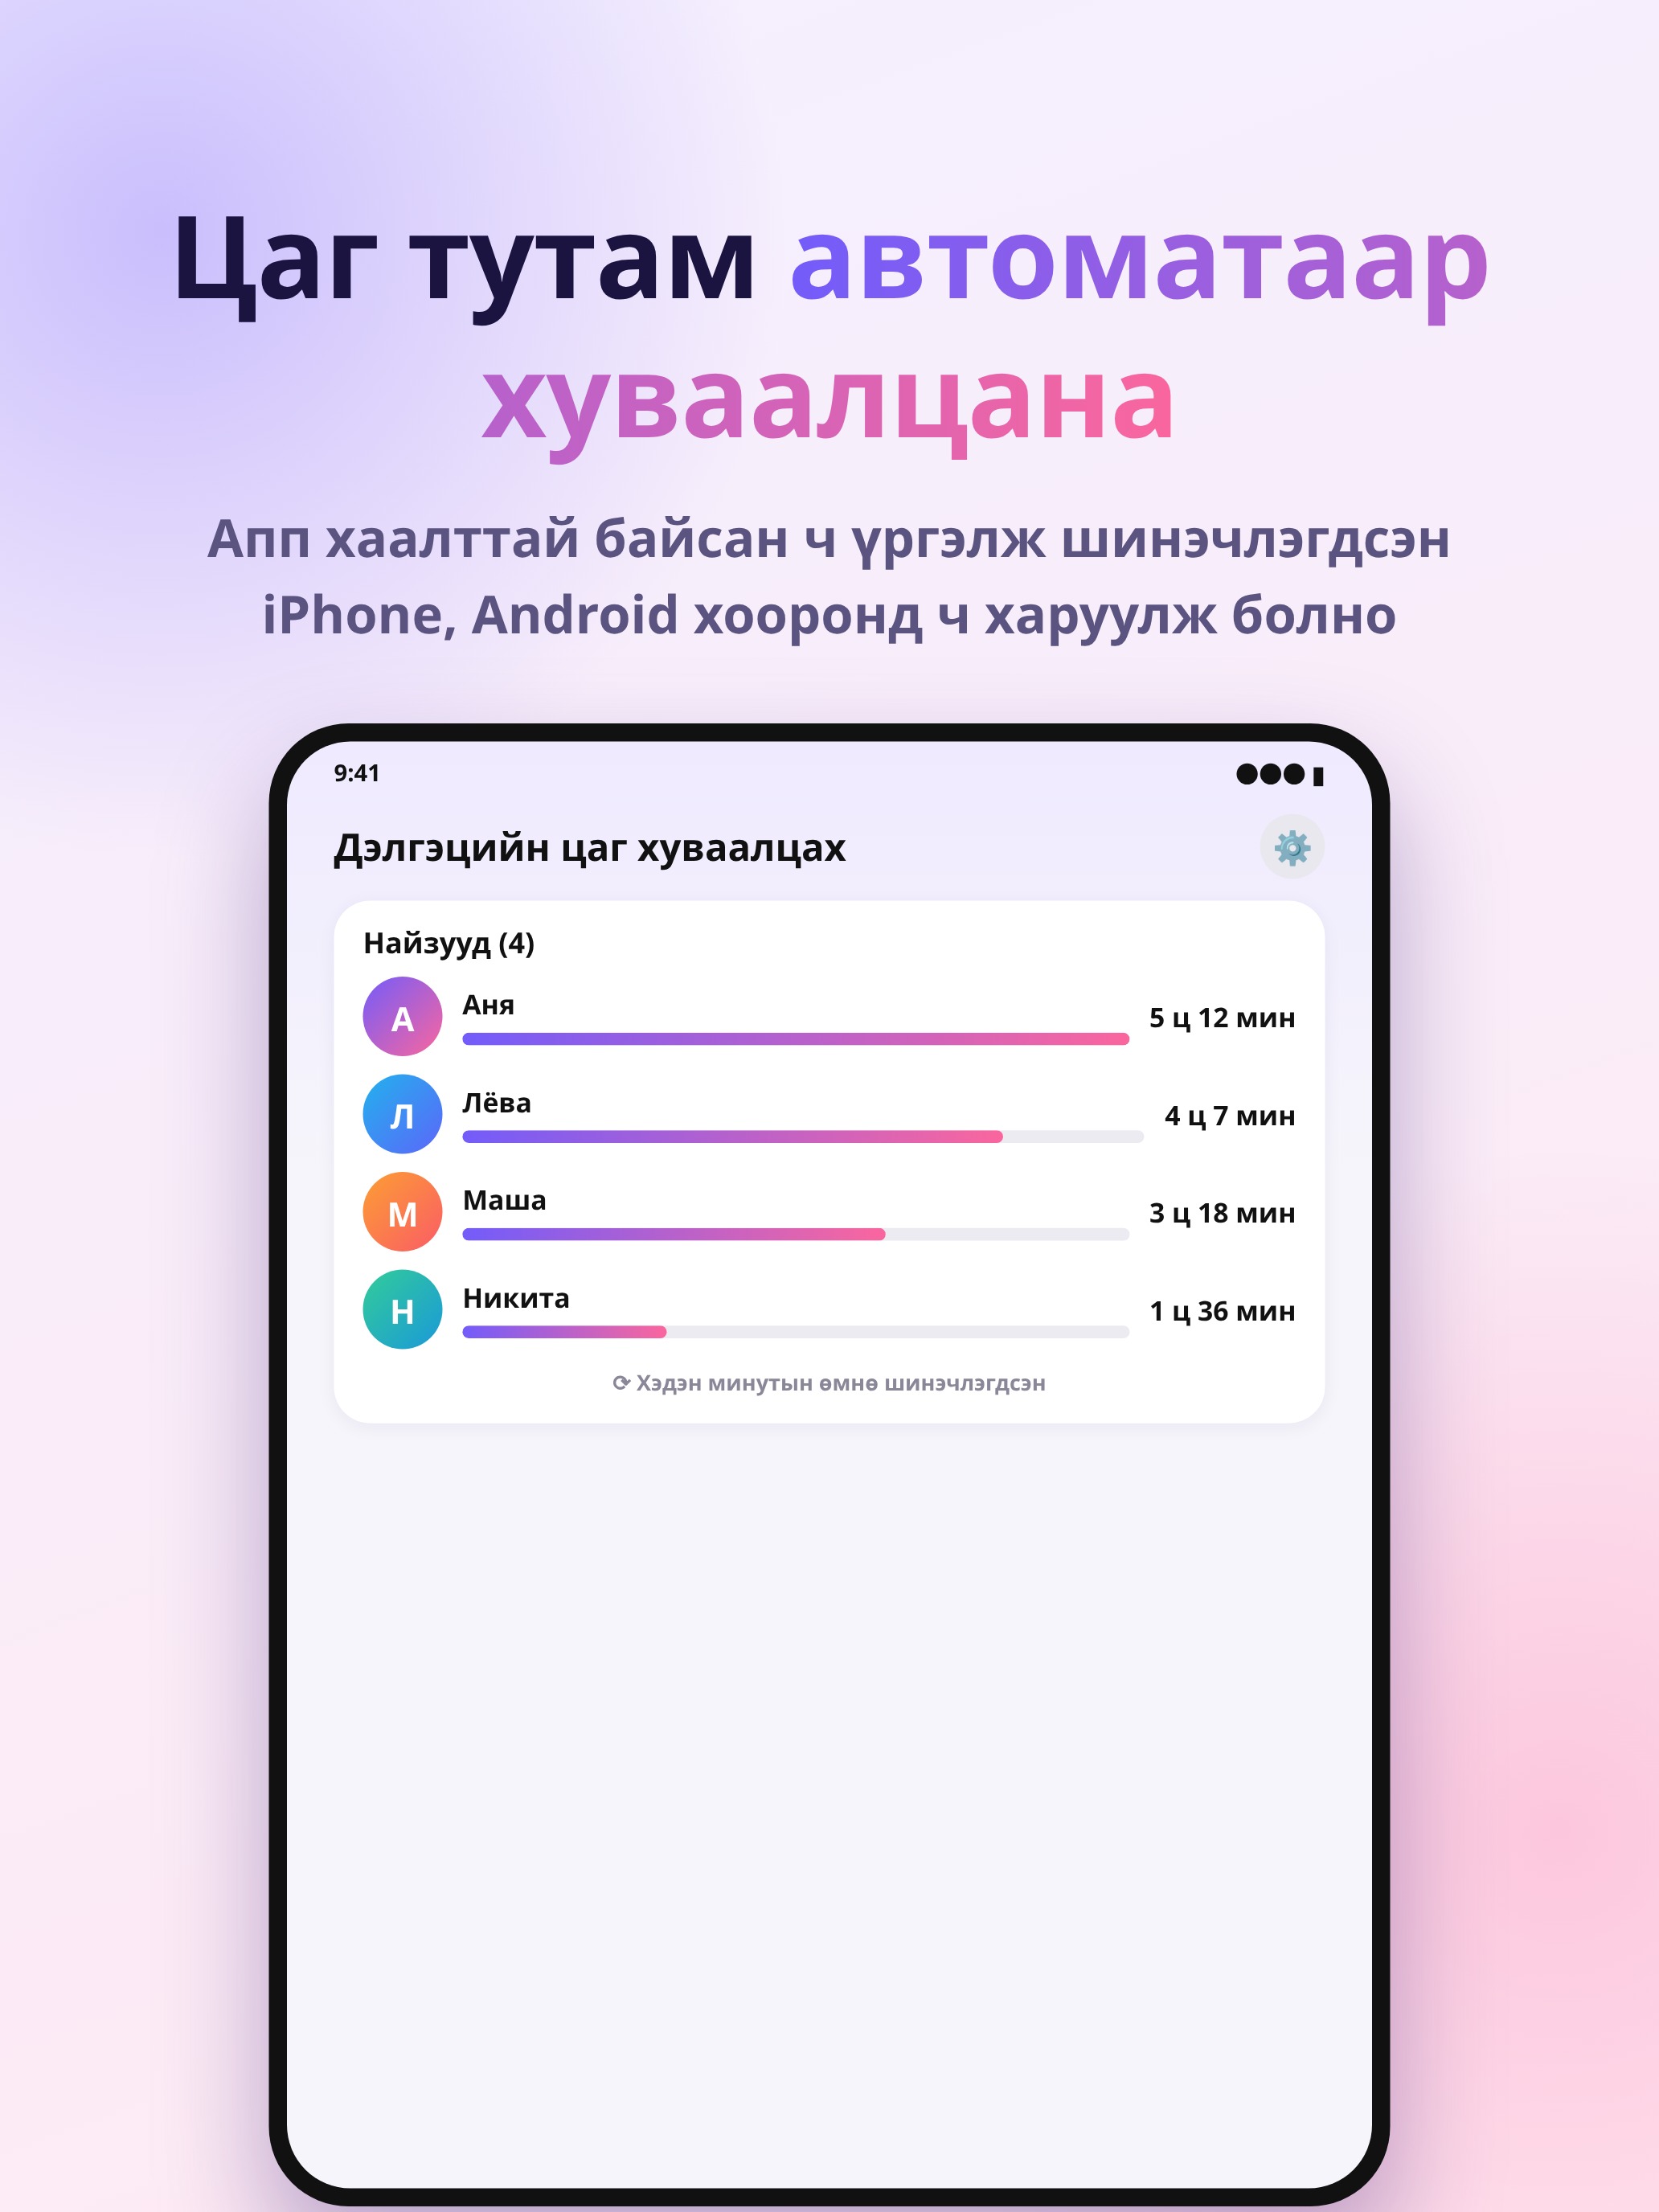 Цаг тутам автоматаар
хуваалцана
Апп хаалттай байсан ч үргэлж шинэчлэгдсэн
iPhone, Android хооронд ч харуулж болно
9:41
Дэлгэцийн цаг хуваалцах
Найзууд (4)
А
Аня
5 ц 12 мин
Л
Лёва
4 ц 7 мин
М
Маша
3 ц 18 мин
Н
Никита
1 ц 36 мин
⟳ Хэдэн минутын өмнө шинэчлэгдсэн